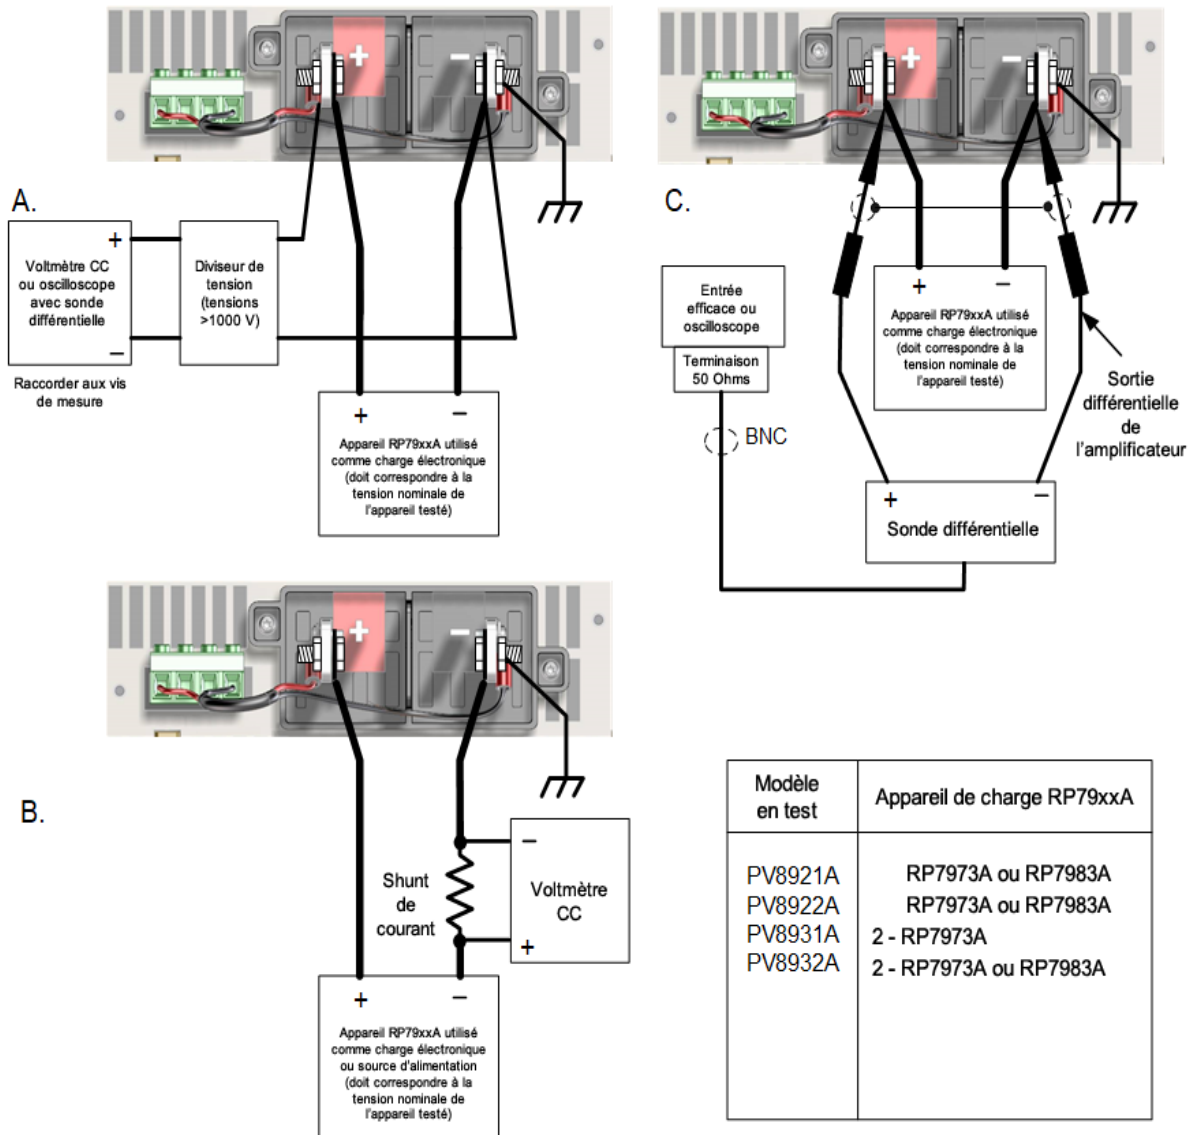 A.
+
−
Voltmètre CC
ou oscilloscope
avec sonde
différentielle
+
−
Diviseur de
tension
(tensions
>1000 V)
Raccorder aux vis
de mesure
+ −
Appareil RP79xxA utilisé
comme charge électronique
(doit correspondre à la
tension nominale de
l'appareil testé)
C.
+
−
Entrée
efficace ou
oscilloscope
Terminaison
50 Ohms
BNC
+ −
Appareil RP79xxA utilisé
comme charge électronique
(doit correspondre à la
tension nominale de
l'appareil testé)
Sortie
différentielle
de
l'amplificateur
+ −
Sonde différentielle
B.
+
−
Shunt
de
courant
−
Voltmètre
CC
+
+ −
Appareil RP79xxA utilisé
comme charge électronique
ou source d'alimentation
(doit correspondre à la
tension nominale de
l'appareil testé)
Modèle
en test
Appareil de charge RP79xxA
PV8921A RP7973A ou RP7983A
PV8922A RP7973A ou RP7983A
PV8931A 2 - RP7973A
PV8932A 2 - RP7973A ou RP7983A